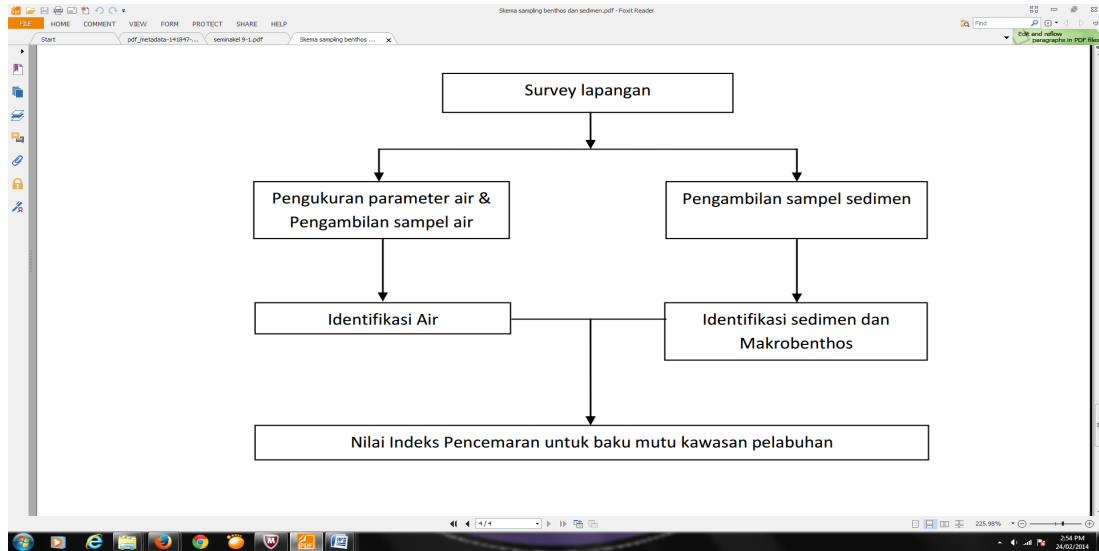 Skema sampling benthos dan sedimen.pdf - Foxit Reader
FILE HOME COMMENT VIEW FORM PROTECT SHARE HELP
Find
Start pdf_metadata-141847-... seminakel 9-1.pdf Skema sampling benthos ...
Edit and reflow
paragraphs in PDF files
Survey lapangan
Pengukuran parameter air &
Pengambilan sampel air
Pengambilan sampel sedimen
Identifikasi Air
Identifikasi sedimen dan
Makrobenthos
Nilai Indeks Pencemaran untuk baku mutu kawasan pelabuhan
4/4
225.98%
PDF
2:54 PM
24/02/2014